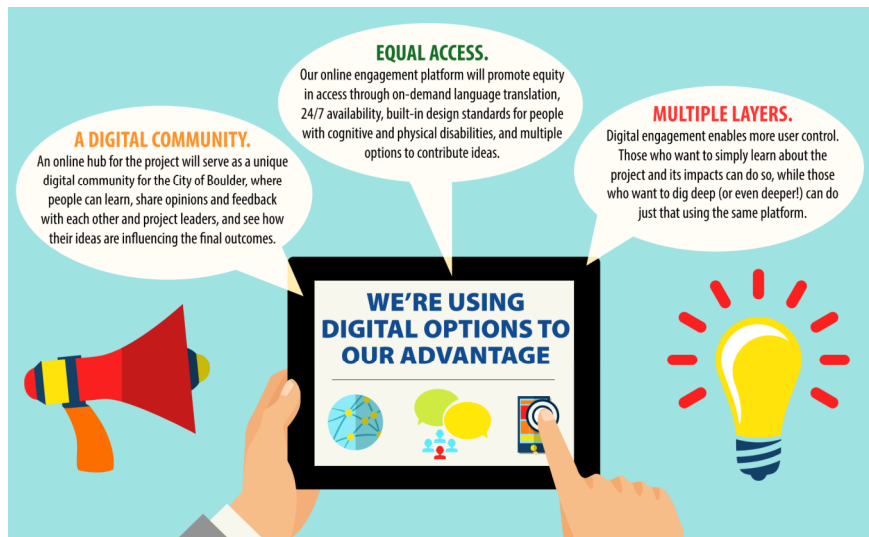 A DIGITAL COMMUNITY.
An online hub for the project will serve as a unique
digital community for the City of Boulder, where
people can learn, share opinions and feedback
with each other and project leaders, and see how
their ideas are influencing the final outcomes.
EQUAL ACCESS.
Our online engagement platform will promote equity
in access through on-demand language translation,
24/7 availability, built-in design standards for people
with cognitive and physical disabilities, and multiple
options to contribute ideas.
MULTIPLE LAYERS.
Digital engagement enables more user control.
Those who want to simply learn about the
project and its impacts can do so, while those
who want to dig deep (or even deeper!) can do
just that using the same platform.
WE'RE USING
DIGITAL OPTIONS TO
OUR ADVANTAGE